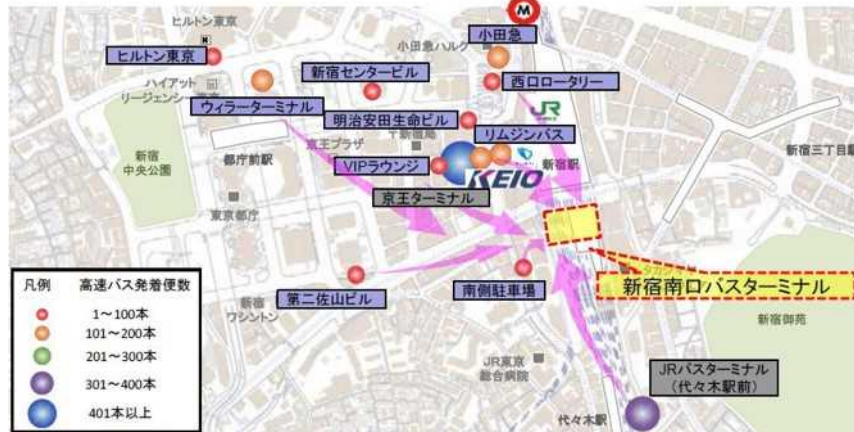 ヒルトン東京
ヒルトン東京
小田急
小田急ハルク
新宿センタービル
西口ロータリー
ハイアット
リージェンシー東京
ウィラーターミナル
明治安田生命ビル
JR
リムジンバス
京王プラザ
〒新宿局
新宿駅
新宿三丁目駅
新宿
中央公園
都庁前駅
VIPラウンジ
KEIO
京王ターミナル
東京都庁
凡例
高速バス発着便数
1～100本
101～200本
201～300本
301～400本
401本以上
新宿
ワシントン
第二佐山ビル
南側駐車場
新宿南口バスターミナル
新宿御苑
JR東京
総合病院
JRバスターミナル
(代々木駅前)
代々木駅
M